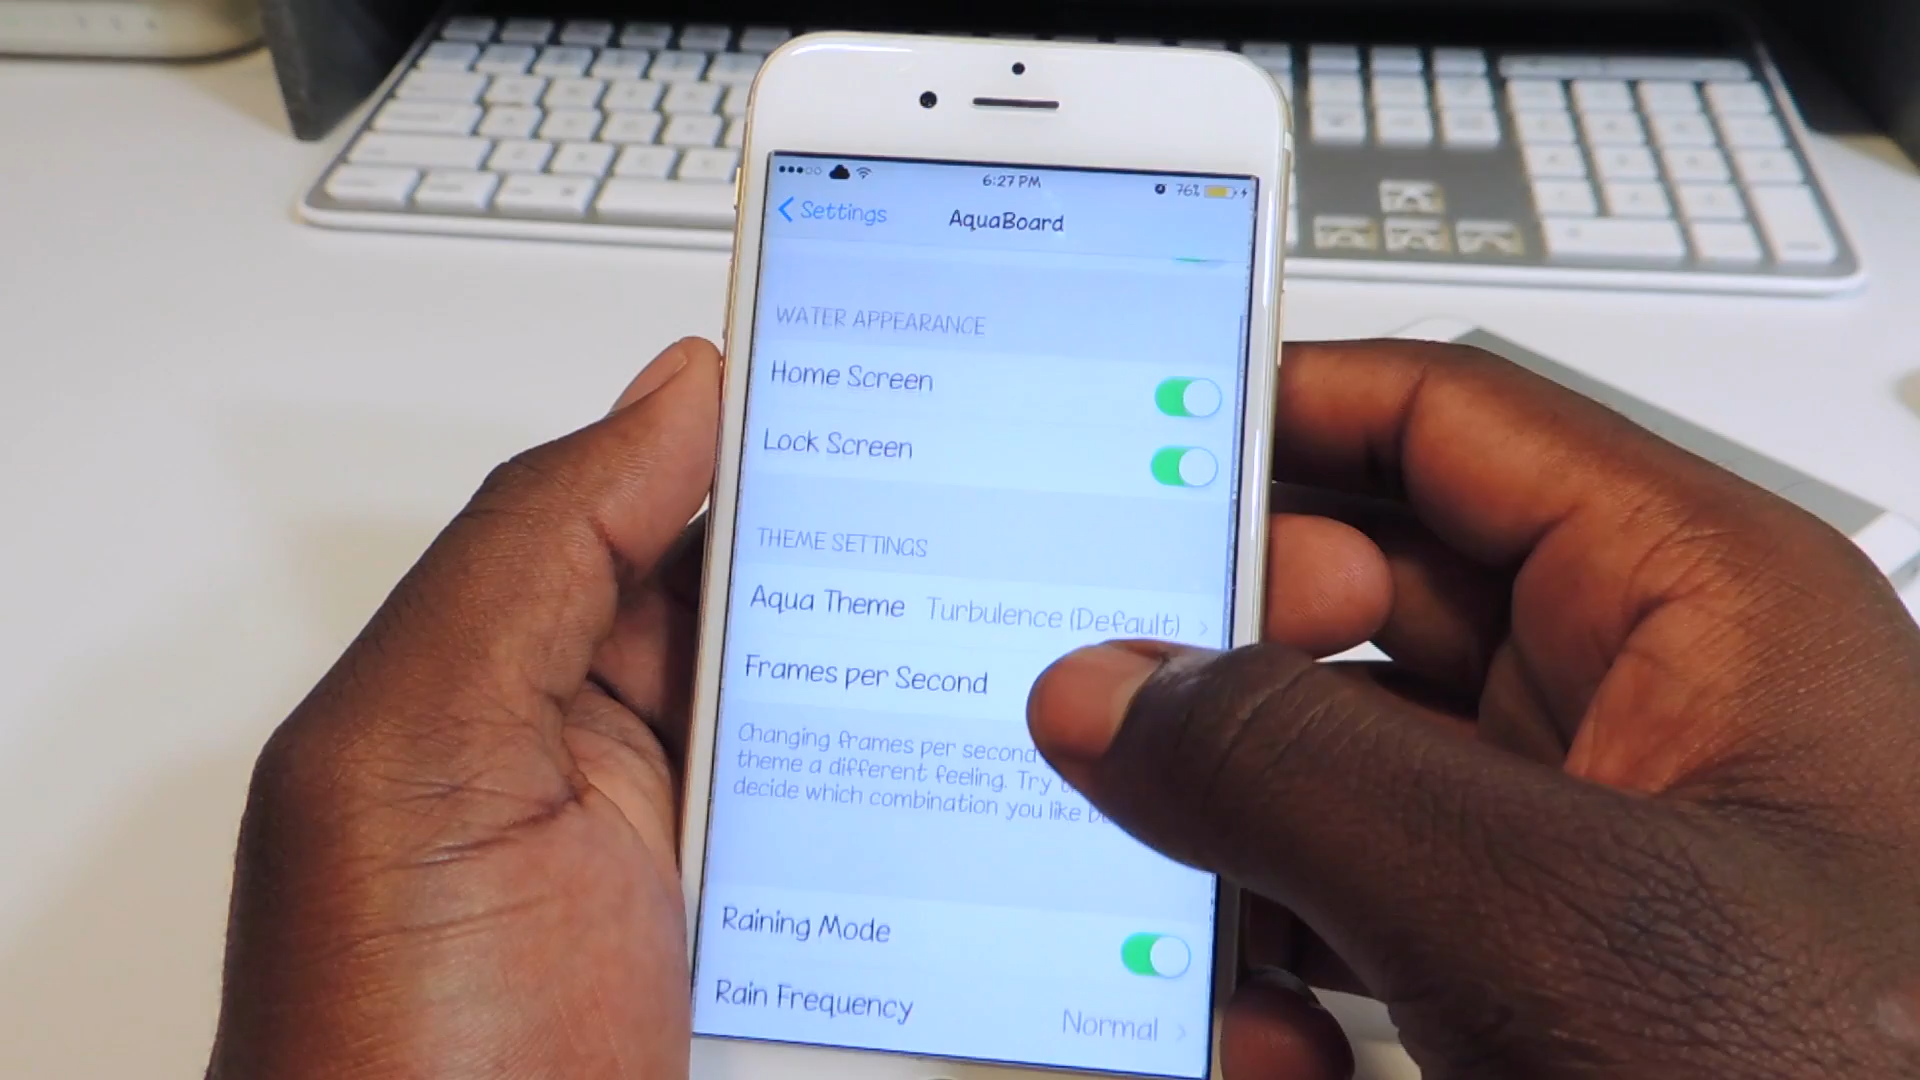 6:27 PM
76%
Settings
AquaBoard
WATER APPEARANCE
Home Screen
Lock Screen
THEME SETTINGS
Aqua Theme Turbulence (Default)
Frames per Second
Changing frames per second
theme a different feeling. Try
decide which combination you like
Raining Mode
Rain Frequency Normal